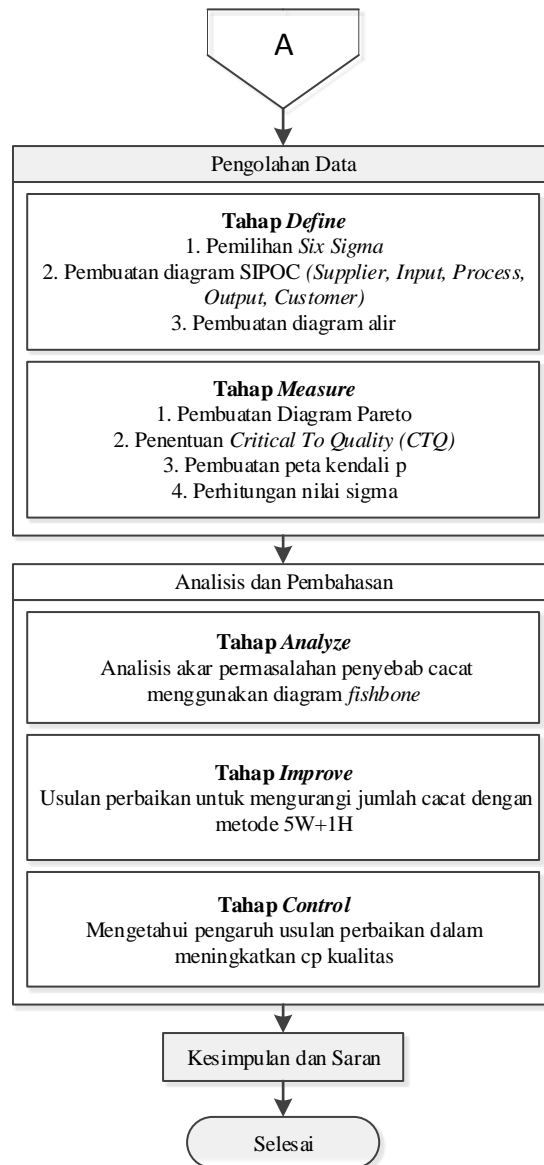 A
Pengolahan Data
Tahap Define
1. Pemilihan Six Sigma
2. Pembuatan diagram SIPOC (Supplier, Input, Process,
Output, Customer)
3. Pembuatan diagram alir
Tahap Measure
1. Pembuatan Diagram Pareto
2. Penentuan Critical To Quality (CTQ)
3. Pembuatan peta kendali p
4. Perhitungan nilai sigma
Analisis dan Pembahasan
Tahap Analyze
Analisis akar permasalahan penyebab cacat
menggunakan diagram fishbone
Tahap Improve
Usulan perbaikan untuk mengurangi jumlah cacat dengan
metode 5W+1H
Tahap Control
Mengetahui pengaruh usulan perbaikan dalam
meningkatkan cp kualitas
Kesimpulan dan Saran
Selesai